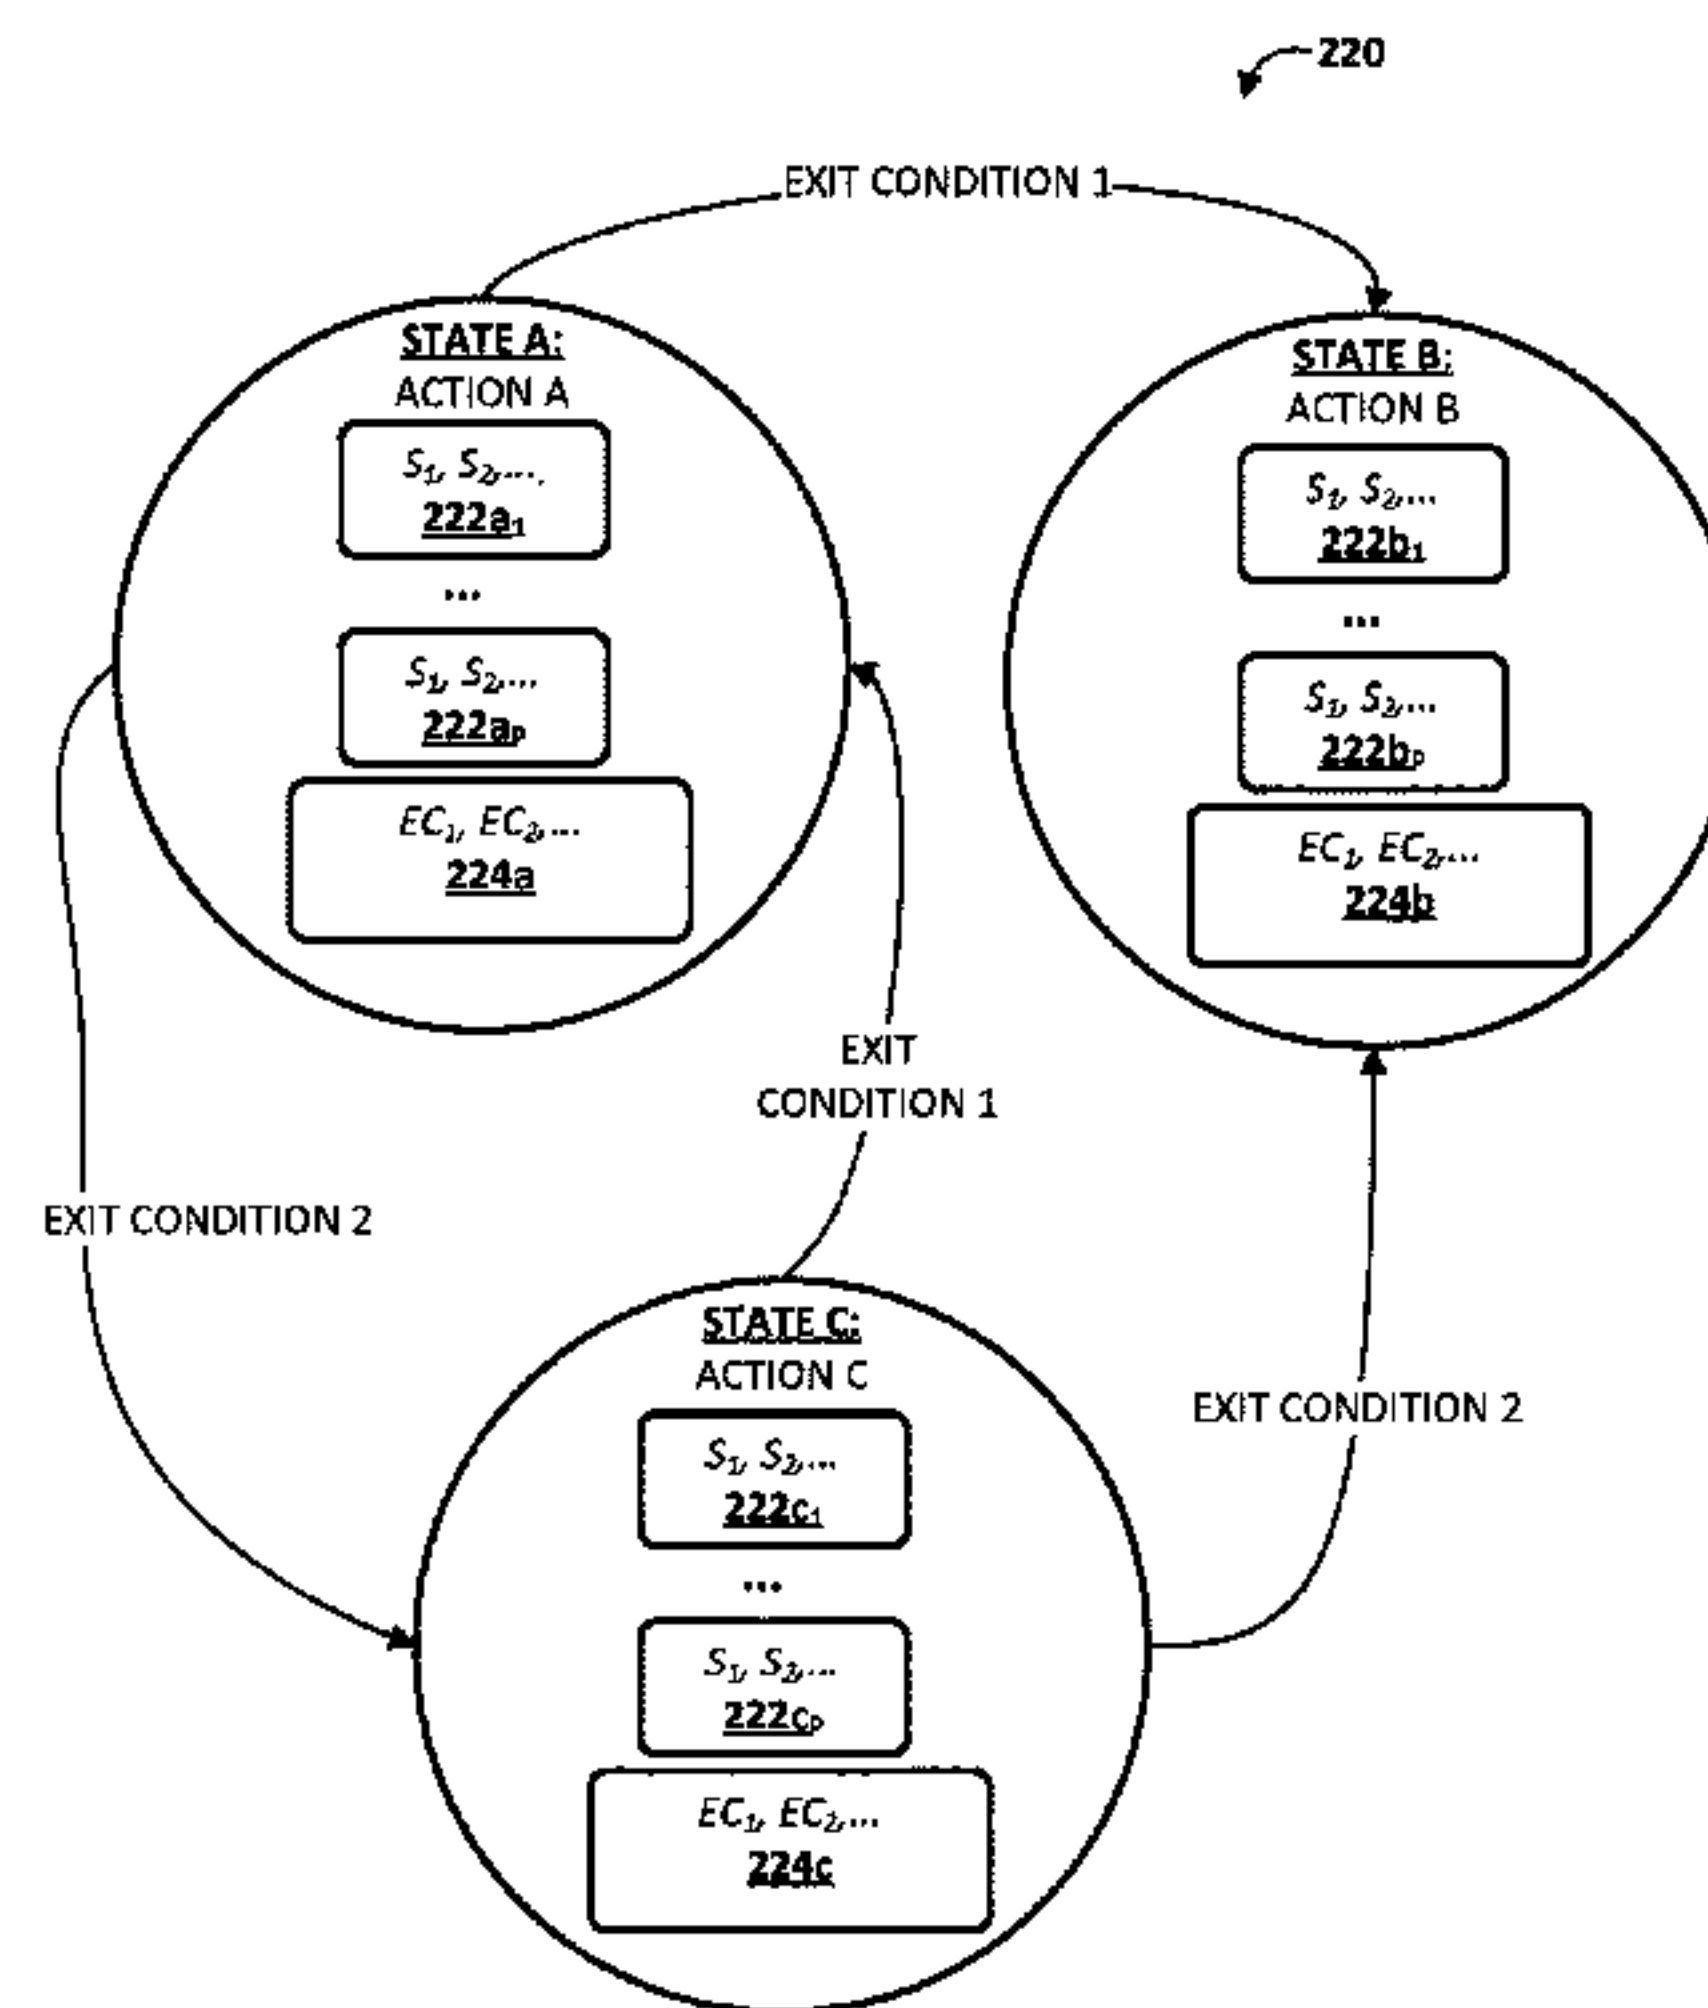 220
EXIT CONDITION 1
STATE A:
ACTION A
S₁, S₂,...,
222a₁
...
S₁, S₂,...
222aₚ
EC₁, EC₂,...
224a
STATE B:
ACTION B
S₁, S₂,...
222b₁
...
S₁, S₂,...
222bₚ
EC₁, EC₂,...
224b
EXIT
CONDITION 1
EXIT CONDITION 2
STATE C:
ACTION C
S₁, S₂,...
222c₁
...
S₁, S₂,...
222cₚ
EC₁, EC₂,...
224c
EXIT CONDITION 2